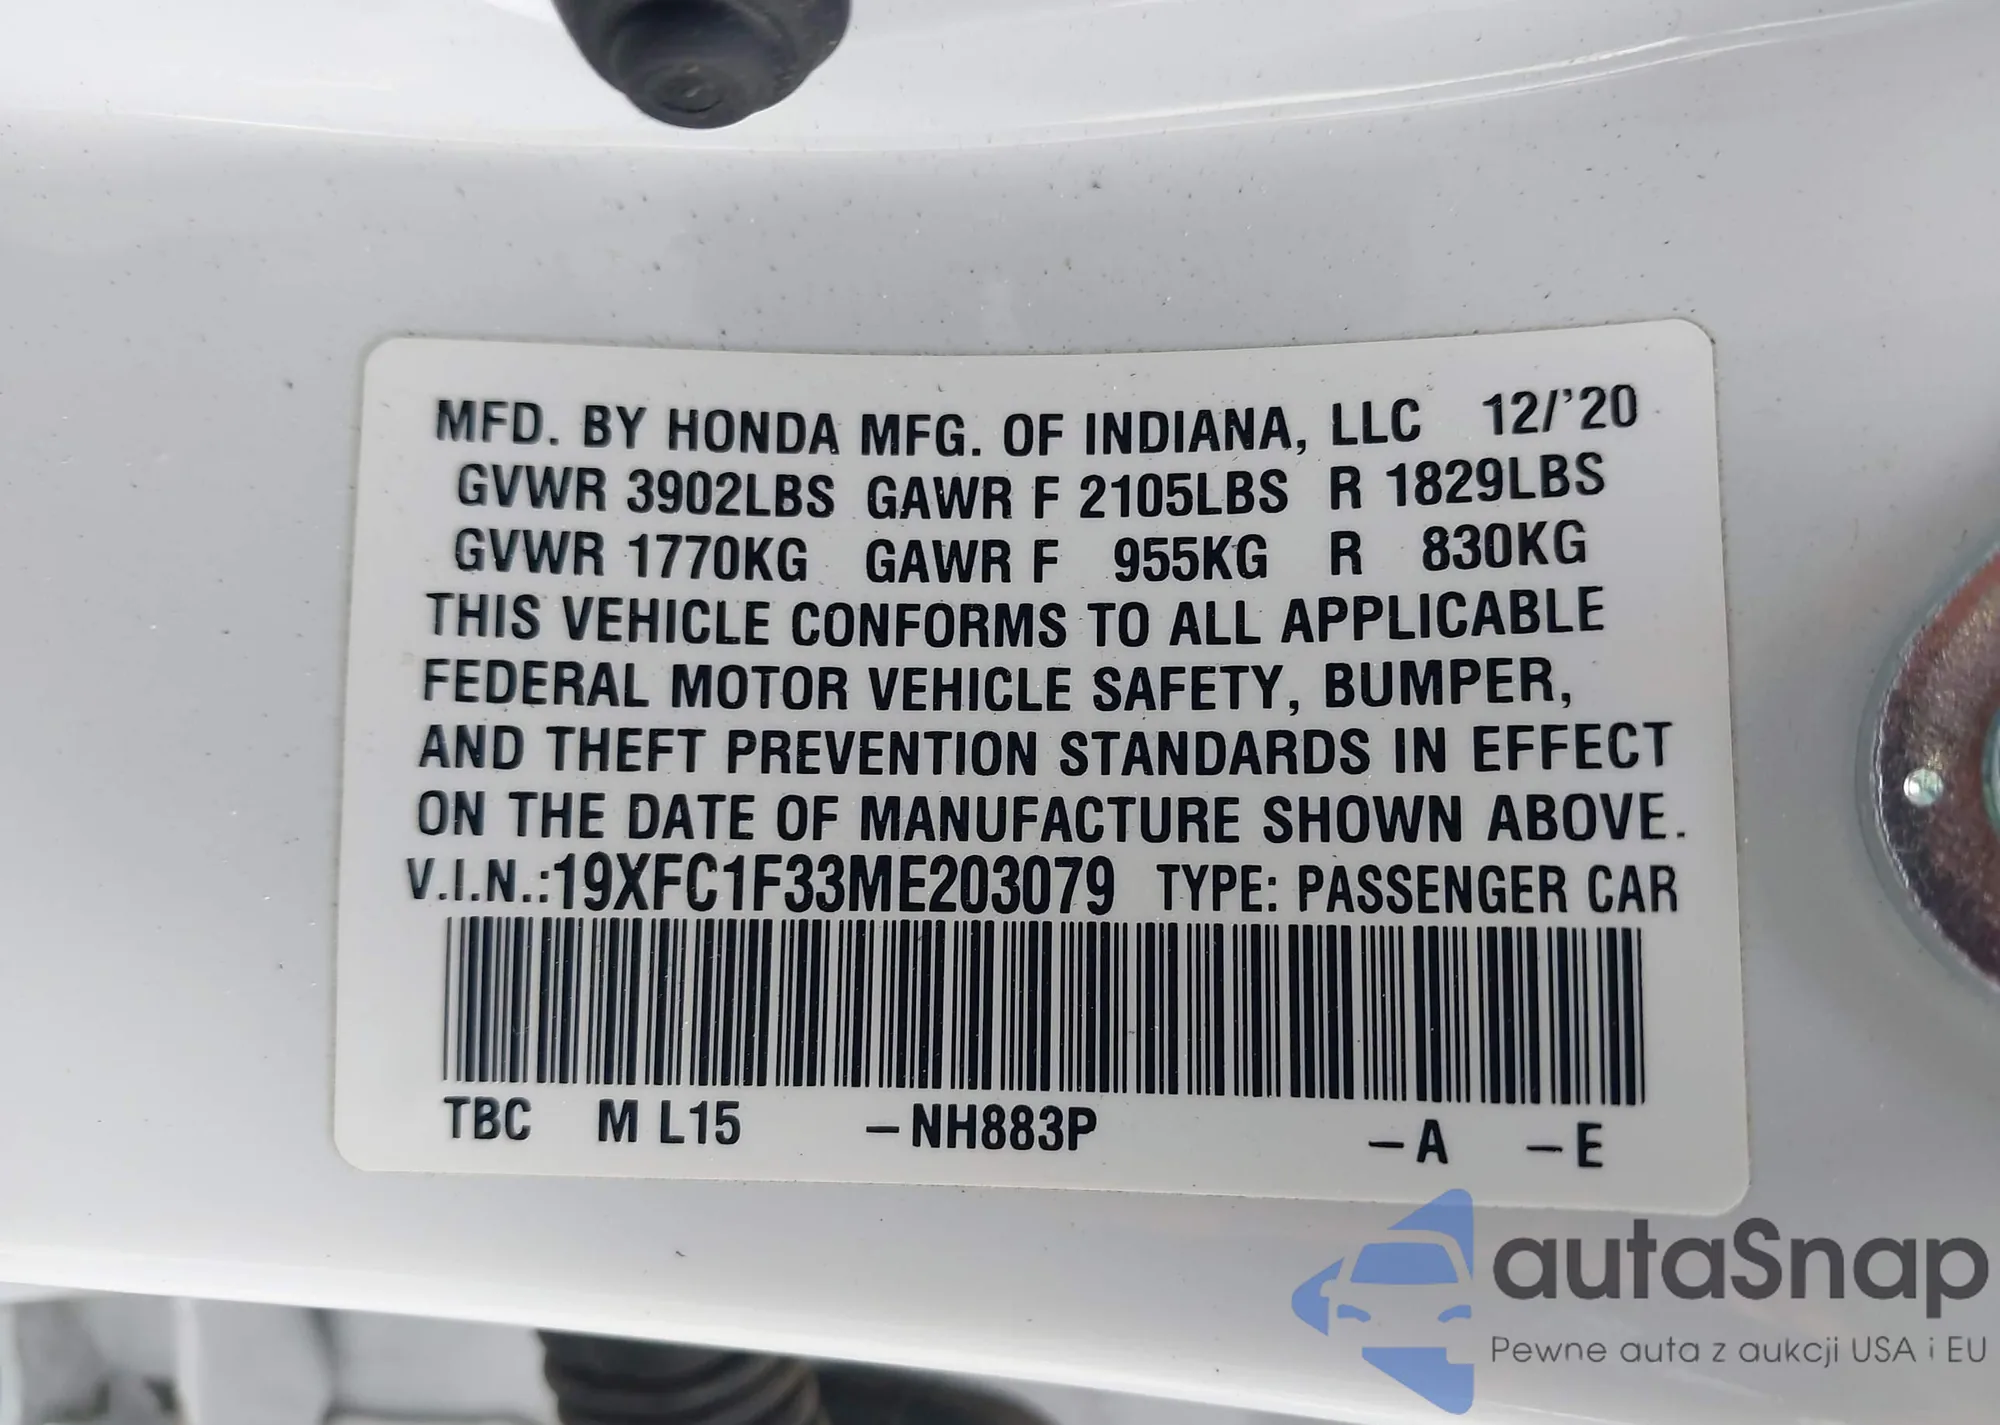 MFD. BY HONDA MFG. OF INDIANA, LLC 12/'20
GVWR 3902LBS GAWR F 2105LBS R 1829LBS
GVWR 1770KG GAWR F 955KG R 830KG
THIS VEHICLE CONFORMS TO ALL APPLICABLE
FEDERAL MOTOR VEHICLE SAFETY, BUMPER,
AND THEFT PREVENTION STANDARDS IN EFFECT
ON THE DATE OF MANUFACTURE SHOWN ABOVE.
V.I.N.:19XFC1F33ME203079 TYPE: PASSENGER CAR
TBC M L15 –NH883P –A –E
autaSnap
Pewne auta z aukcji USA i EU